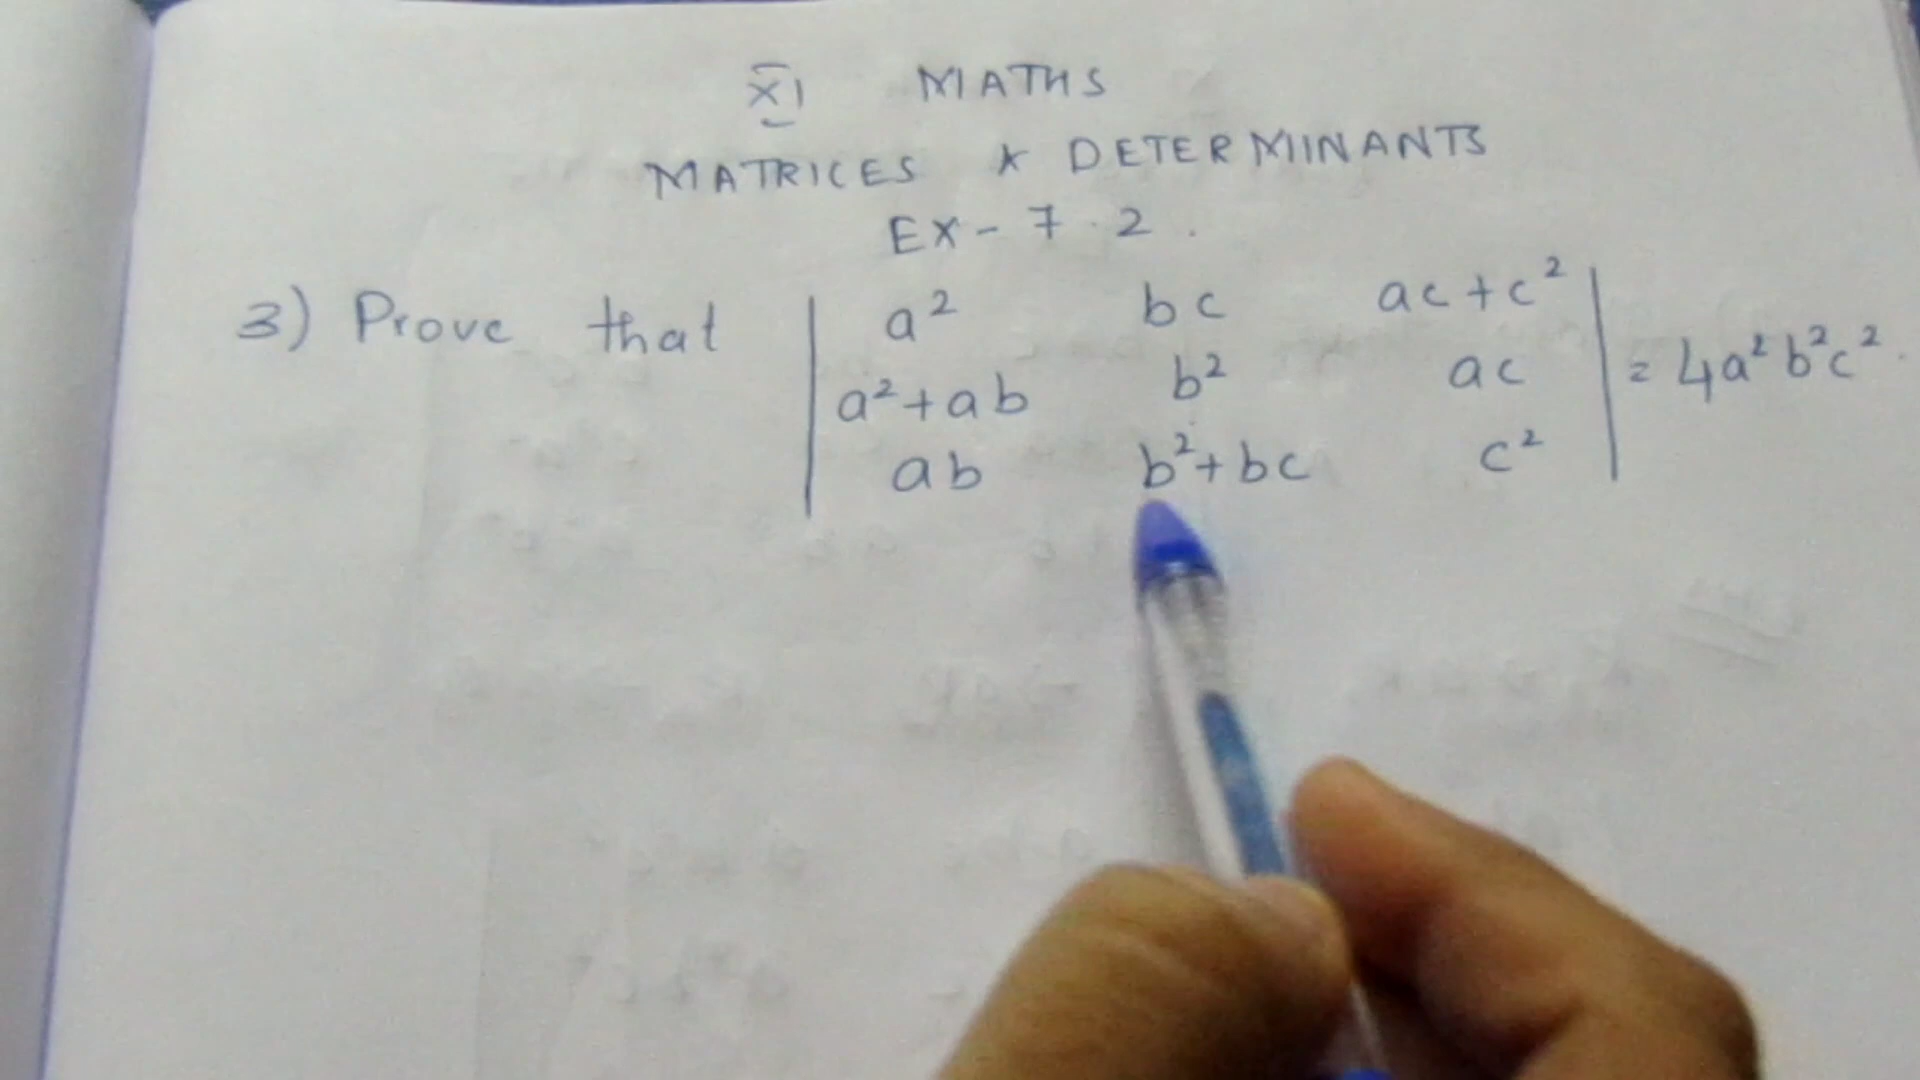 XI MATHS
MATRICES & DETERMINANTS
EX - 7.2.
3) Prove that | a² bc ac+c² |
| a²+ab b² ac | = 4a²b²c².
| ab b²+bc c² |